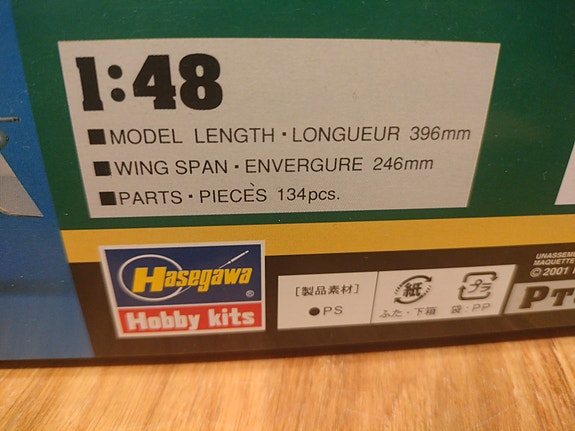 1:48
■MODEL LENGTH・LONGUEUR 396mm
■WING SPAN・ENVERGURE 246mm
■PARTS・PIECES 134pcs.
Hasegawa®
Hobby kits
[製品素材]
●PS
紙
ふた・下箱
プラ
袋:PP
UNASSEM
MAQUETTE
© 2001
PT